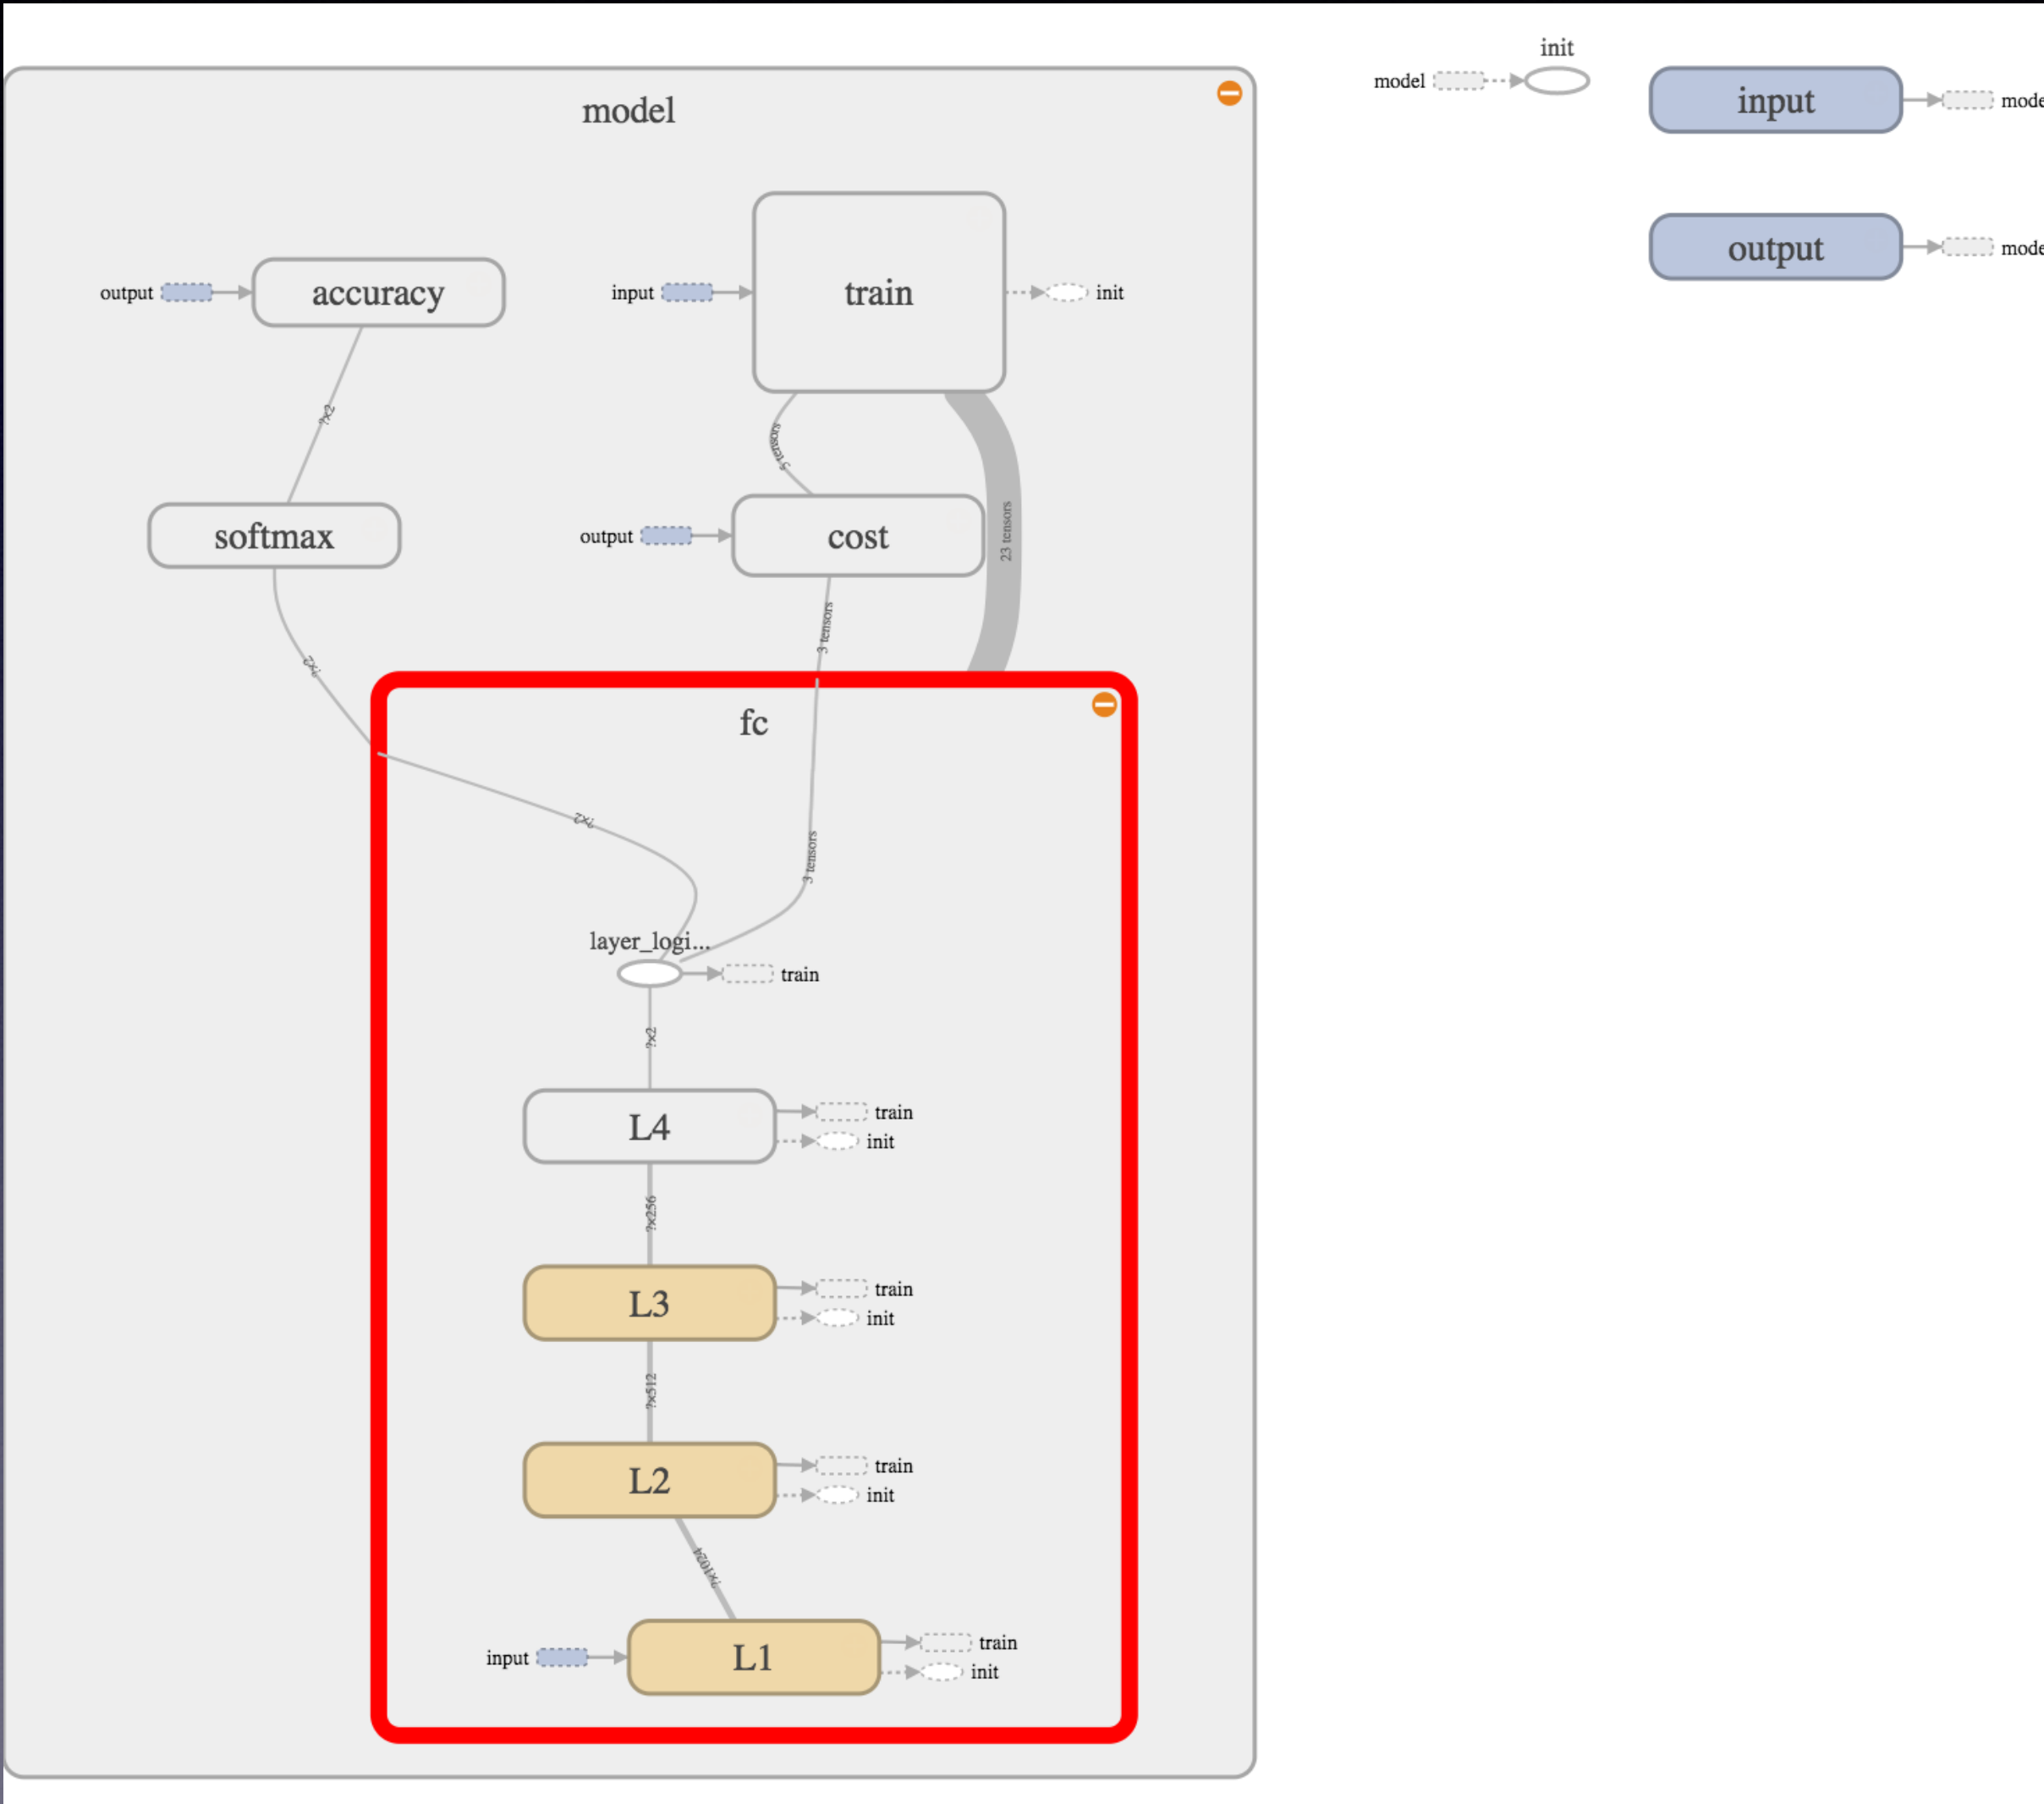 model
init
model
input
mode
output
mode
output
accuracy
input
train
init
?x2
5 tensors
softmax
output
cost
23 tensors
?x2
3 tensors
fc
?x2
3 tensors
layer_logi...
train
?x2
L4
train
init
?x256
L3
train
init
?x512
L2
train
init
?x1024
input
L1
train
init